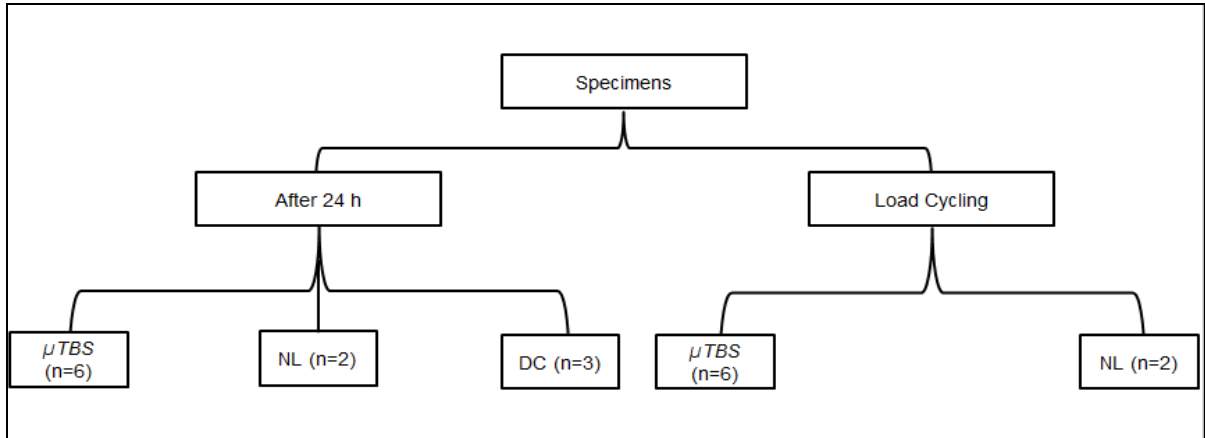 Specimens
After 24 h
Load Cycling
µTBS
(n=6)
NL (n=2)
DC (n=3)
µTBS
(n=6)
NL (n=2)